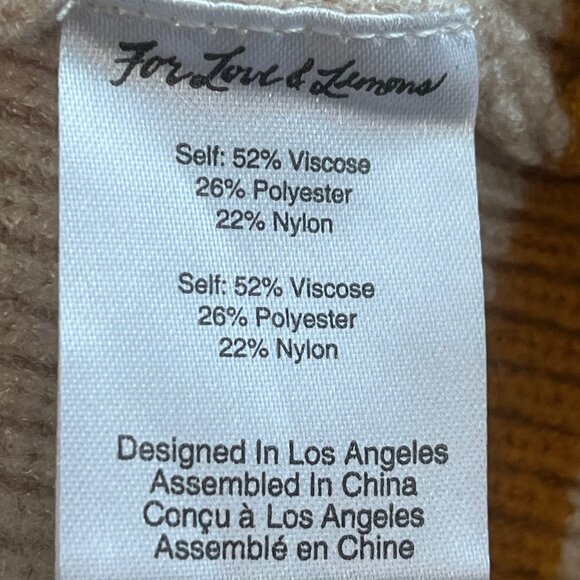 For Love & Lemons
Self: 52% Viscose
26% Polyester
22% Nylon
Self: 52% Viscose
26% Polyester
22% Nylon
Designed In Los Angeles
Assembled In China
Conçu à Los Angeles
Assemblé en Chine